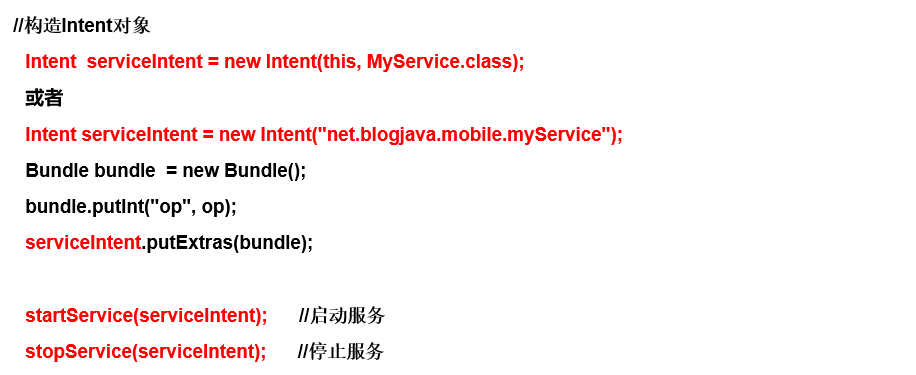 //构造Intent对象
Intent  serviceIntent = new Intent(this, MyService.class);
或者
Intent serviceIntent = new Intent("net.blogjava.mobile.myService");
Bundle bundle  = new Bundle();
bundle.putInt("op", op);
serviceIntent.putExtras(bundle);
startService(serviceIntent);      //启动服务
stopService(serviceIntent);      //停止服务